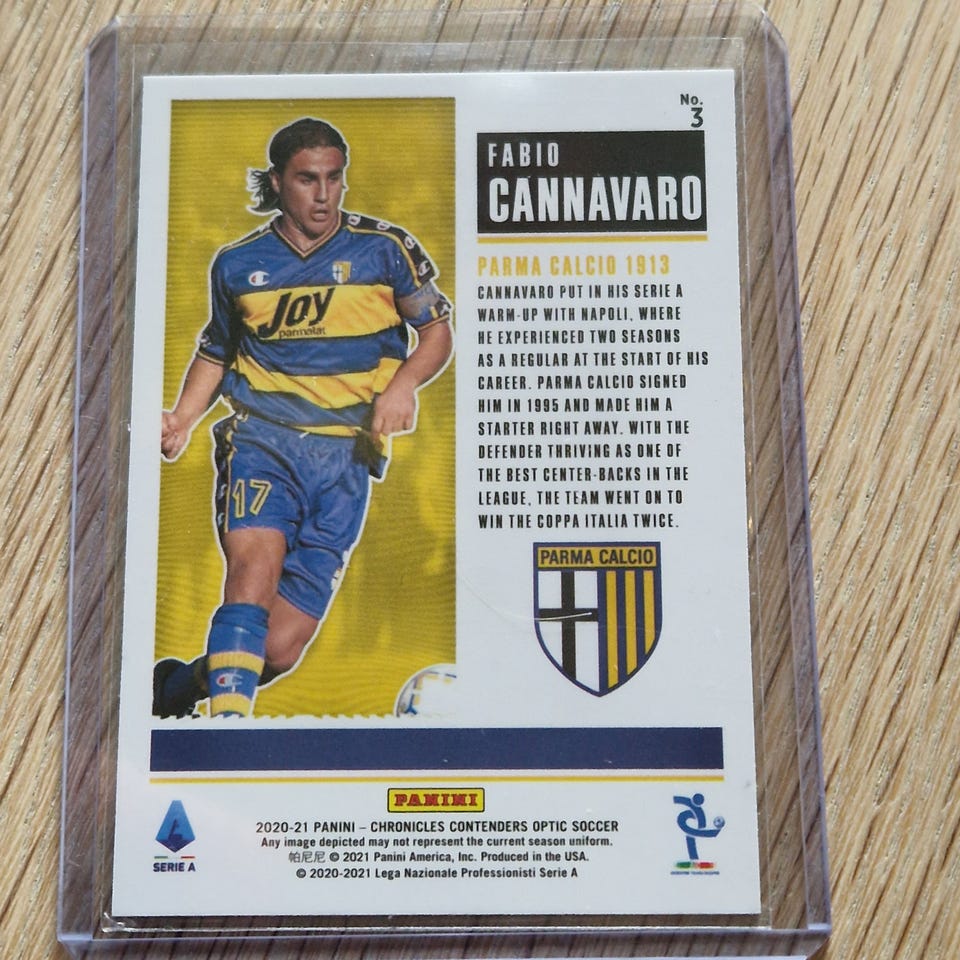 No.
3
FABIO
CANNAVARO
PARMA CALCIO 1913
CANNAVARO PUT IN HIS SERIE A
WARM-UP WITH NAPOLI, WHERE
HE EXPERIENCED TWO SEASONS
AS A REGULAR AT THE START OF HIS
CAREER. PARMA CALCIO SIGNED
HIM IN 1995 AND MADE HIM A
STARTER RIGHT AWAY. WITH THE
DEFENDER THRIVING AS ONE OF
THE BEST CENTER-BACKS IN THE
LEAGUE, THE TEAM WENT ON TO
WIN THE COPPA ITALIA TWICE.
Joy
parmalat
17
PARMA CALCIO
PANINI
SERIE A
2020-21 PANINI – CHRONICLES CONTENDERS OPTIC SOCCER
Any image depicted may not represent the current season uniform.
帕尼尼 © 2021 Panini America, Inc. Produced in the USA.
© 2020-2021 Lega Nazionale Professionisti Serie A